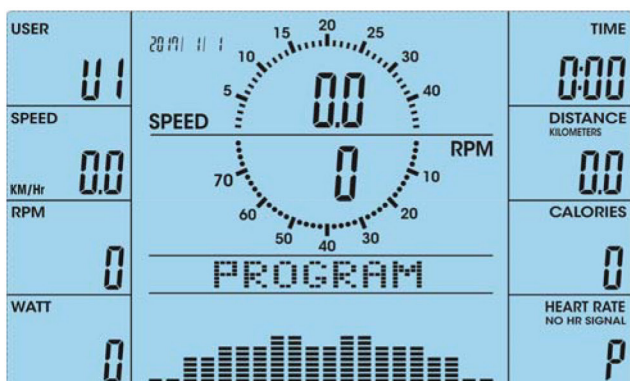 USER
U1
SPEED
KM/Hr 0.0
RPM
0
WATT
0
2017/ 1/ 1
5 10 15 20 25 30 40
SPEED 0.0
RPM
0
70 60 50 40 30 20 10
PROGRAM
TIME
0:00
DISTANCE
KILOMETERS
0.0
CALORIES
0
HEART RATE
NO HR SIGNAL
P